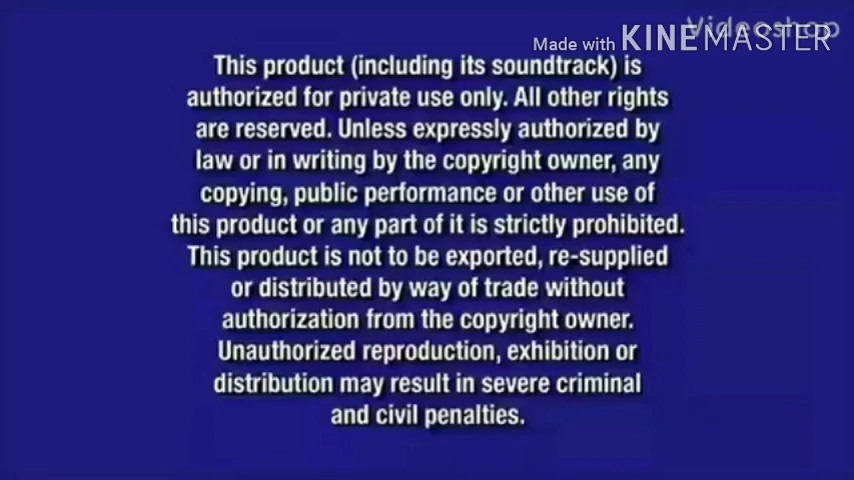 Videoshop
Made with KINEMASTER
This product (including its soundtrack) is
authorized for private use only. All other rights
are reserved. Unless expressly authorized by
law or in writing by the copyright owner, any
copying, public performance or other use of
this product or any part of it is strictly prohibited.
This product is not to be exported, re-supplied
or distributed by way of trade without
authorization from the copyright owner.
Unauthorized reproduction, exhibition or
distribution may result in severe criminal
and civil penalties.